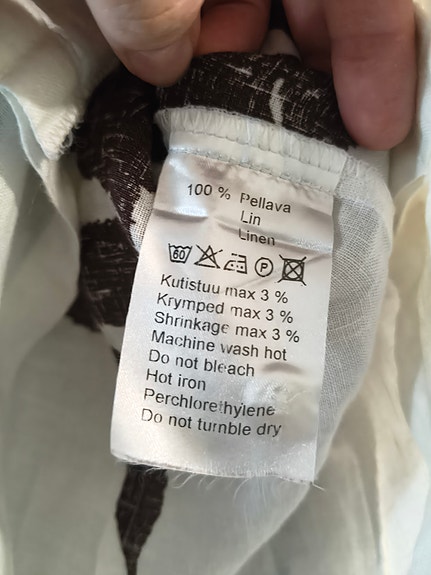 100 % Pellava
Lin
Linen
60 P
Kutistuu max 3 %
Krymped max 3 %
Shrinkage max 3 %
Machine wash hot
Do not bleach
Hot iron
Perchlorethylene
Do not turnble dry